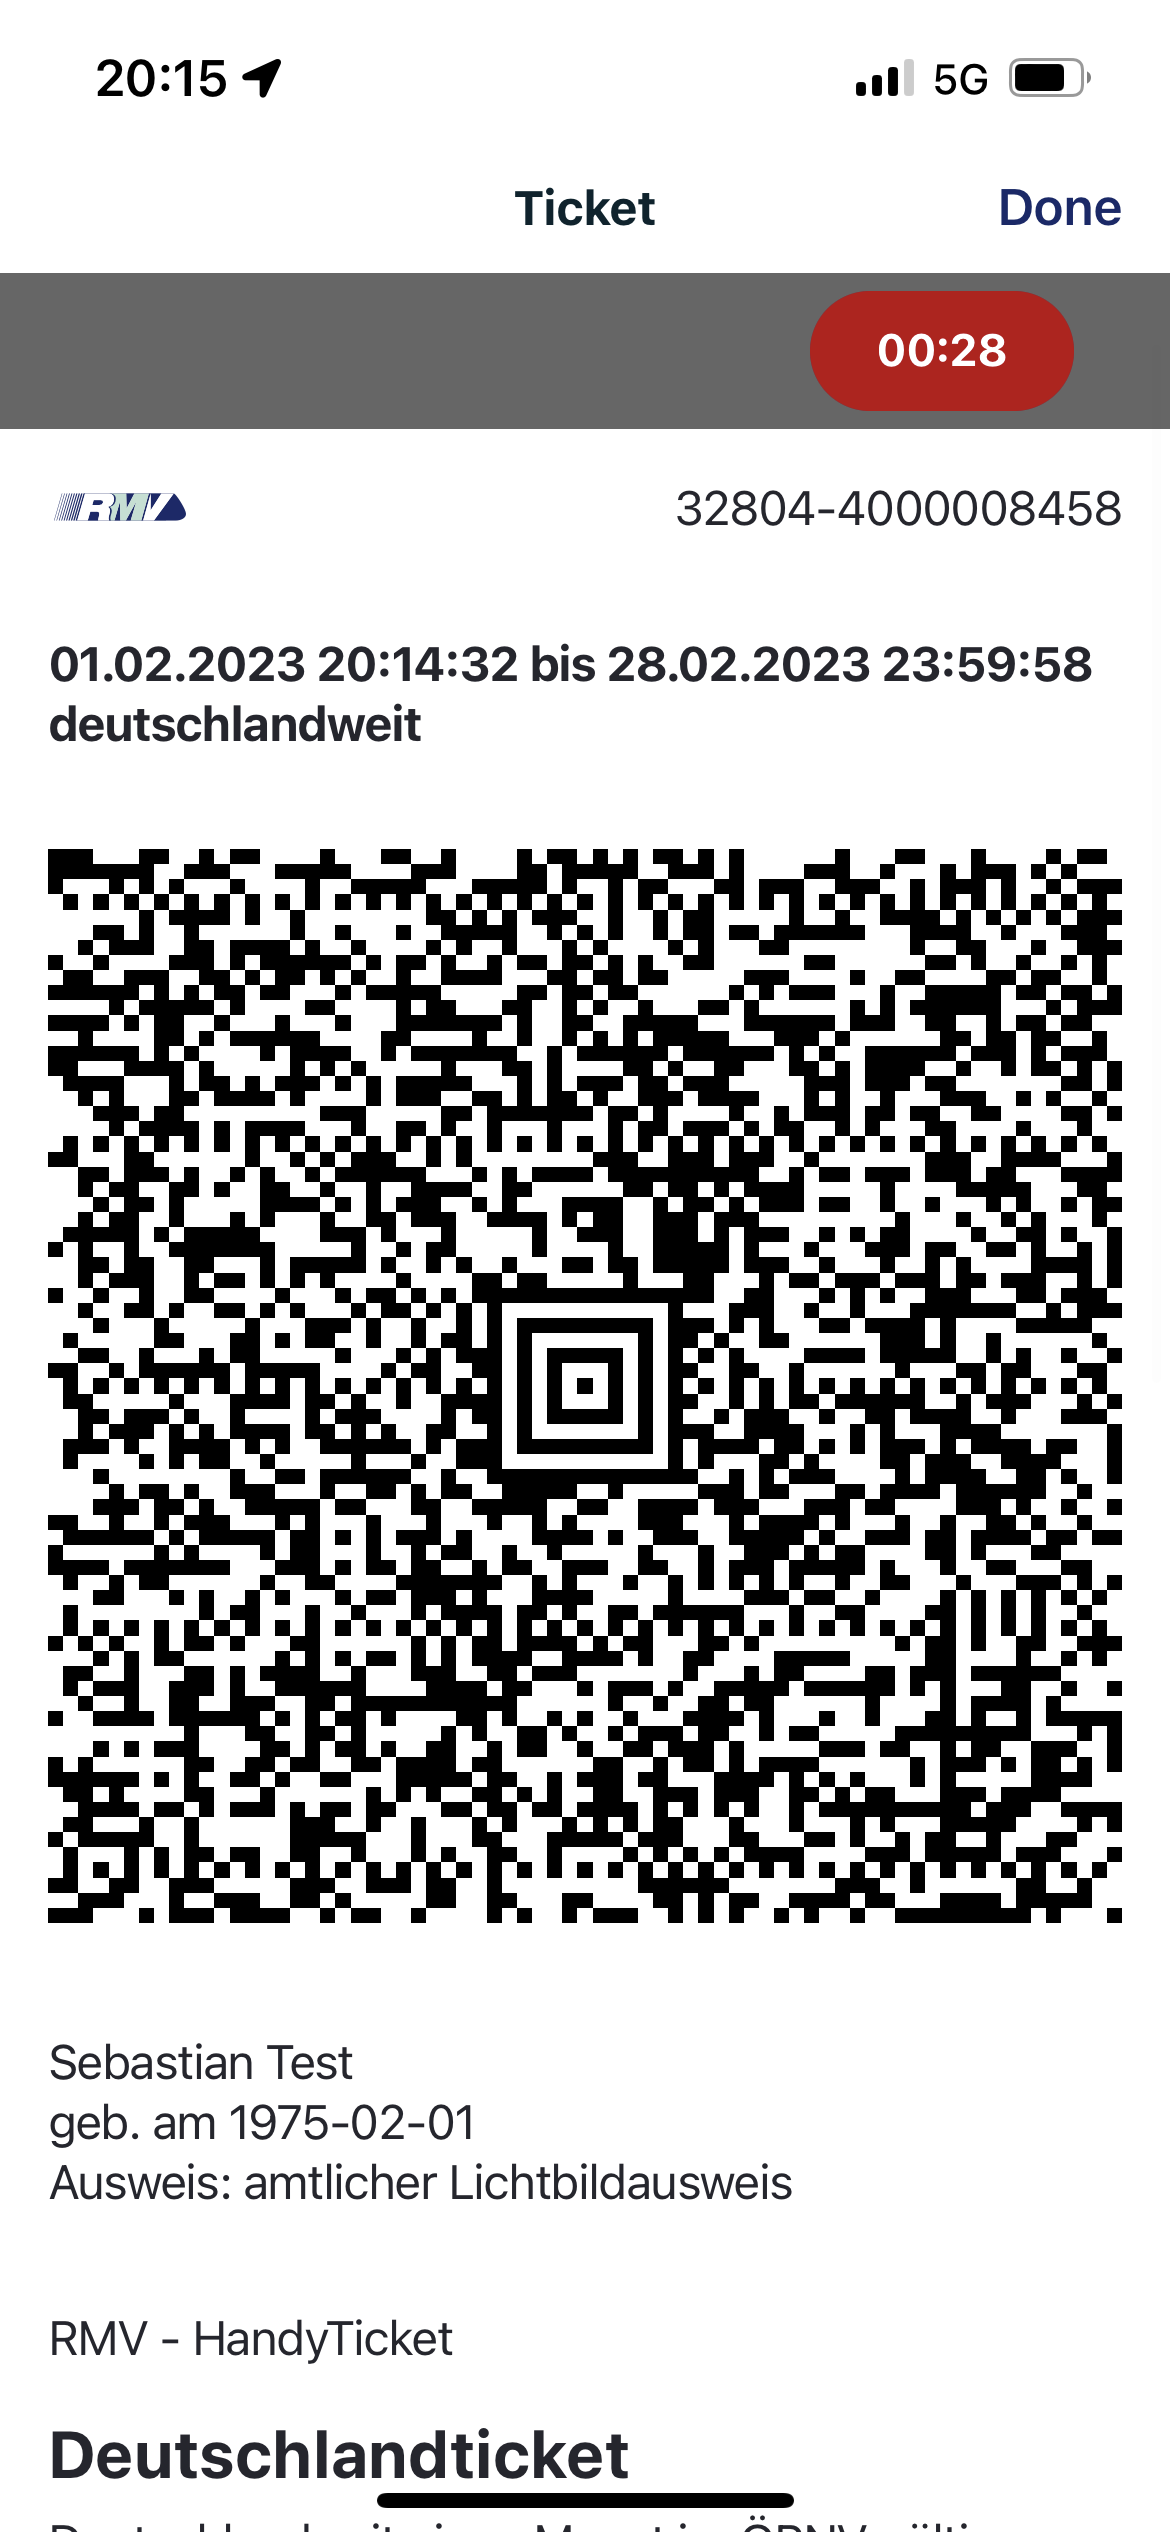 20:15
5G
Ticket
Done
00:28
RMV
32804-4000008458
01.02.2023 20:14:32 bis 28.02.2023 23:59:58
deutschlandweit
Sebastian Test
geb. am 1975-02-01
Ausweis: amtlicher Lichtbildausweis
RMV - HandyTicket
Deutschlandticket